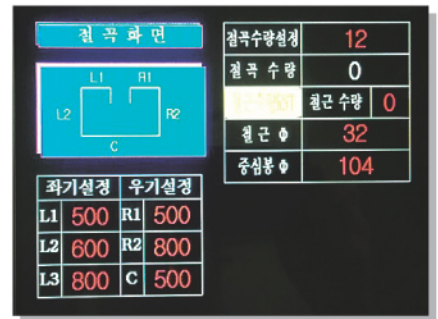 절곡화면
L1 R1
L2 R2
C
좌기설정 우기설정
L1 500 R1 500
L2 600 R2 800
L3 800 C 500
절곡수량설정 12
절곡 수량 0
철근 수량 0
철근 Φ 32
중심봉 Φ 104